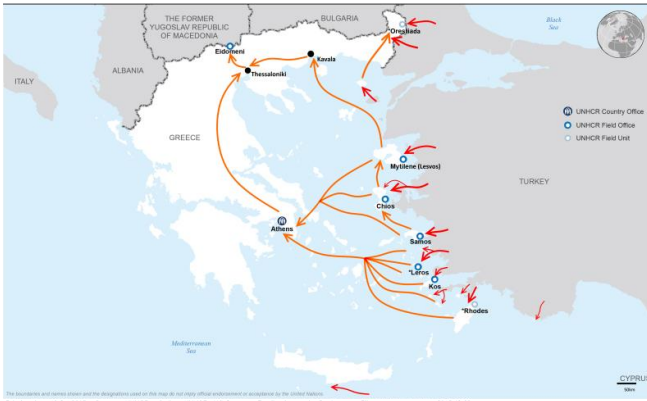 THE FORMER
YUGOSLAV REPUBLIC
OF MACEDONIA
BULGARIA
Black
Sea
Orestiada
Eidomeni
Kavala
Thessaloniki
ITALY
ALBANIA
GREECE
UNHCR Country Office
UNHCR Field Office
UNHCR Field Unit
Mytilene (Lesvos)
TURKEY
Chios
Athens
Samos
*Leros
Kos
*Rhodes
Mediterranean
Sea
CYPRUS
50km
The boundaries and names shown and the designations used on this map do not imply official endorsement or acceptance by the United Nations.